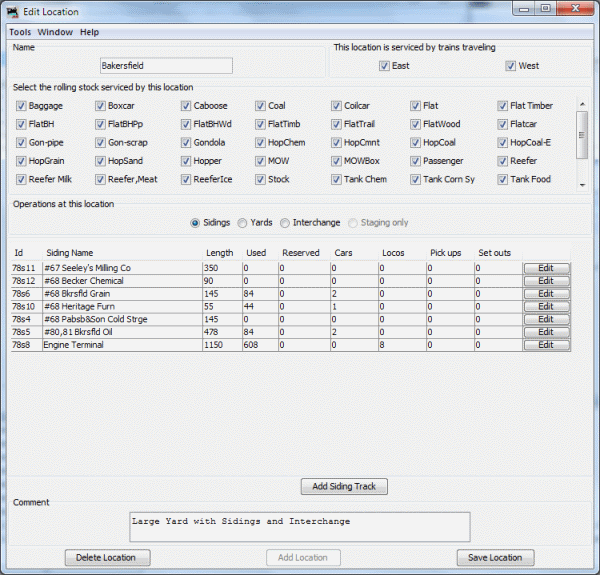 Edit Location
Tools Window Help
Name This location is serviced by trains traveling
Bakersfield East West
Select the rolling stock serviced by this location
Baggage Boxcar Caboose Coal Coilcar Flat Flat Timber
FlatBH FlatBHPp FlatBHWd FlatTimb FlatTrail FlatWood Flatcar
Gon-pipe Gon-scrap Gondola HopChem HopCmnt HopCoal HopCoal-E
HopGrain HopSand Hopper MOW MOWBox Passenger Reefer
Reefer Milk Reefer,Meat ReeferIce Stock Tank Chem Tank Corn Sy Tank Food
Operations at this location
Sidings Yards Interchange Staging only
Id Siding Name Length Used Reserved Cars Locos Pick ups Set outs
78s11 #67 Seeley's Milling Co 350 0 0 0 0 0 0 Edit
78s12 #68 Becker Chemical 90 0 0 0 0 0 0 Edit
78s6 #68 Bkrsfld Grain 145 84 0 2 0 0 0 Edit
78s10 #68 Heritage Furn 55 44 0 1 0 0 0 Edit
78s4 #68 Pabsb&Son Cold Strge 145 0 0 0 0 0 0 Edit
78s5 #80,81 Bkrsfld Oil 478 84 0 2 0 0 0 Edit
78s8 Engine Terminal 1150 608 0 0 8 0 0 Edit
Add Siding Track
Comment
Large Yard with Sidings and Interchange
Delete Location Add Location Save Location